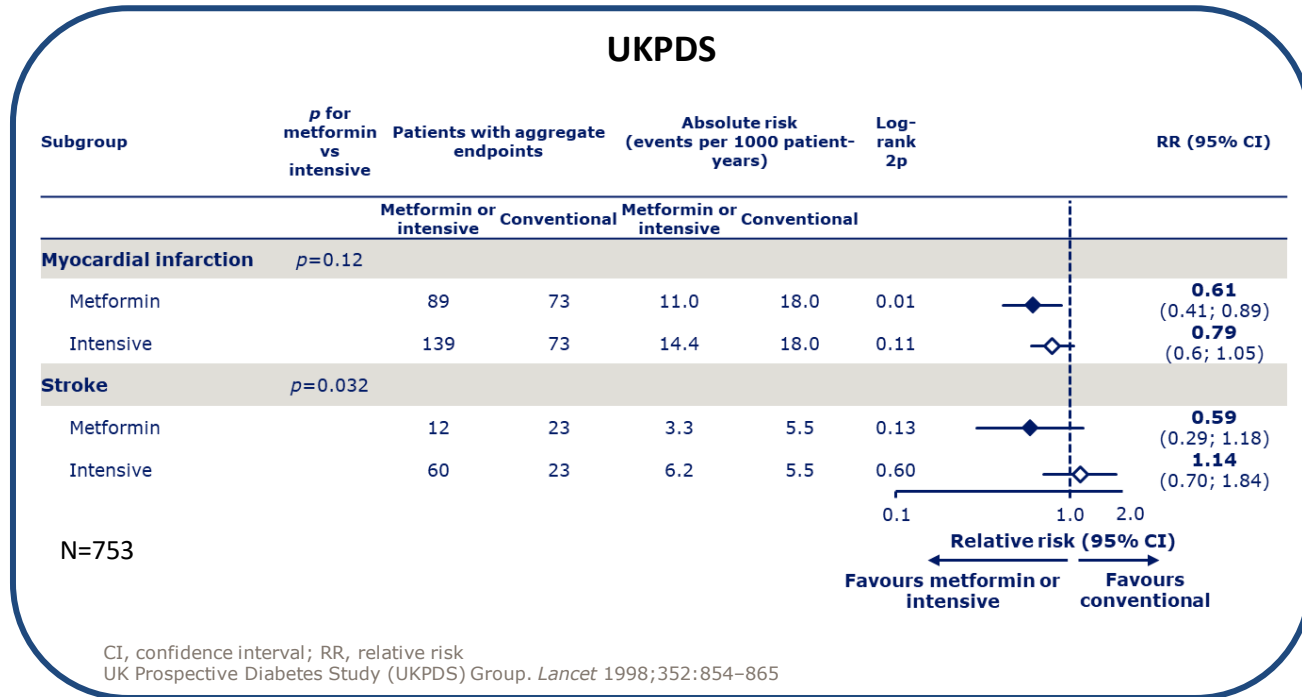 UKPDS
Subgroup
p for
metformin
vs
intensive
Patients with aggregate
endpoints
Absolute risk
(events per 1000 patient-
years)
Log-
rank
2p
RR (95% CI)
Metformin or
intensive
Conventional
Metformin or
intensive
Conventional
Myocardial infarction p=0.12
Metformin 89 73 11.0 18.0 0.01 0.61
(0.41; 0.89)
Intensive 139 73 14.4 18.0 0.11 0.79
(0.6; 1.05)
Stroke p=0.032
Metformin 12 23 3.3 5.5 0.13 0.59
(0.29; 1.18)
Intensive 60 23 6.2 5.5 0.60 1.14
(0.70; 1.84)
0.1 1.0 2.0
N=753
Relative risk (95% CI)
Favours metformin or
intensive
Favours
conventional
CI, confidence interval; RR, relative risk
UK Prospective Diabetes Study (UKPDS) Group. Lancet 1998;352:854–865